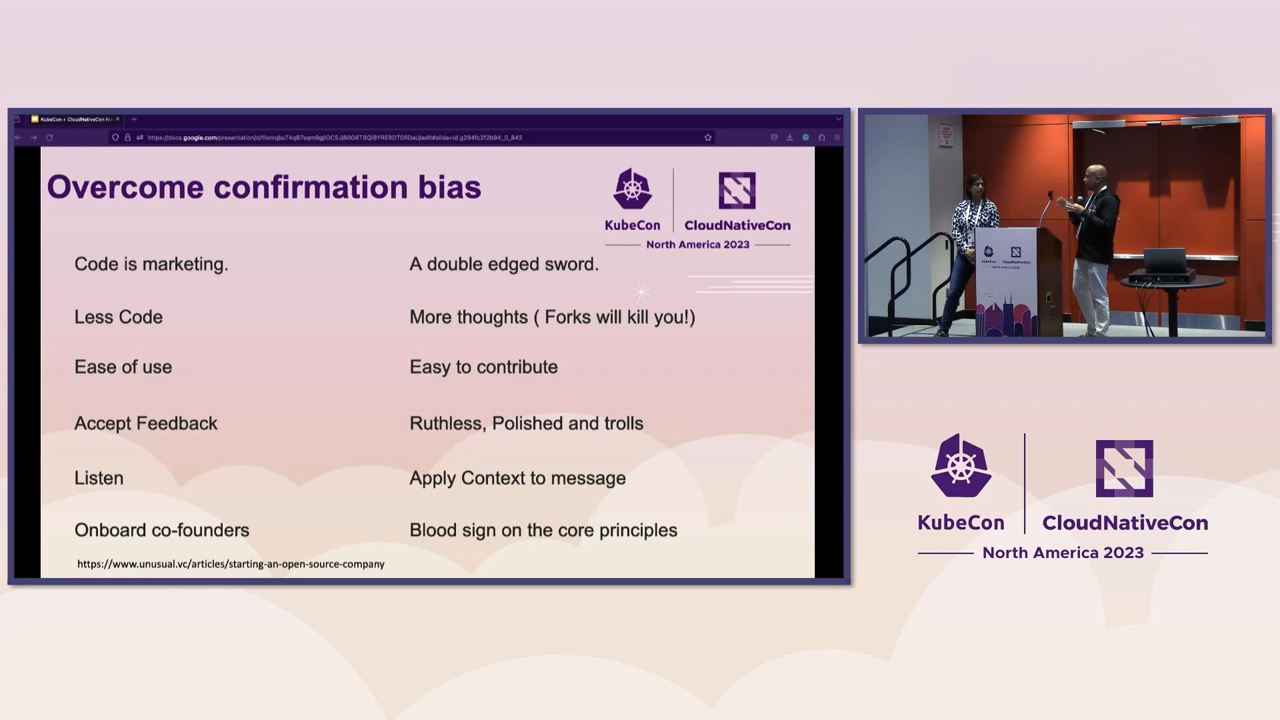 KubeCon + CloudNativeCon No
Overcome confirmation bias
KubeCon
CloudNativeCon
North America 2023
Code is marketing.
A double edged sword.
Less Code
More thoughts ( Forks will kill you!)
Ease of use
Easy to contribute
Accept Feedback
Ruthless, Polished and trolls
Listen
Apply Context to message
Onboard co-founders
Blood sign on the core principles
https://www.unusual.vc/articles/starting-an-open-source-company
KubeCon
CloudNativeCon
North America 2023